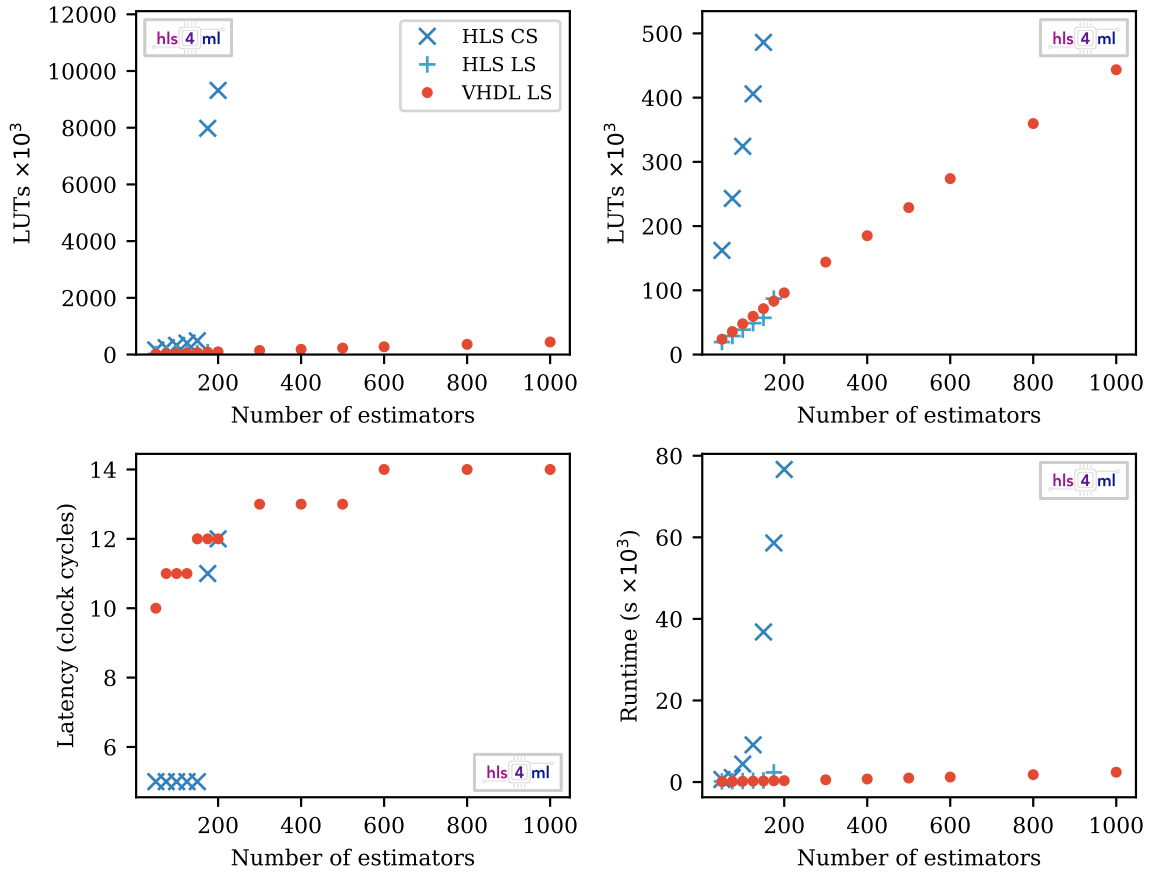 12000
10000
8000
6000
4000
2000
0
LUTs ×10³
hls 4 ml
HLS CS
HLS LS
VHDL LS
200 400 600 800 1000
Number of estimators
500
400
300
200
100
0
LUTs ×10³
hls 4 ml
200 400 600 800 1000
Number of estimators
14
12
10
8
6
Latency (clock cycles)
hls 4 ml
200 400 600 800 1000
Number of estimators
80
60
40
20
0
Runtime (s ×10³)
hls 4 ml
200 400 600 800 1000
Number of estimators